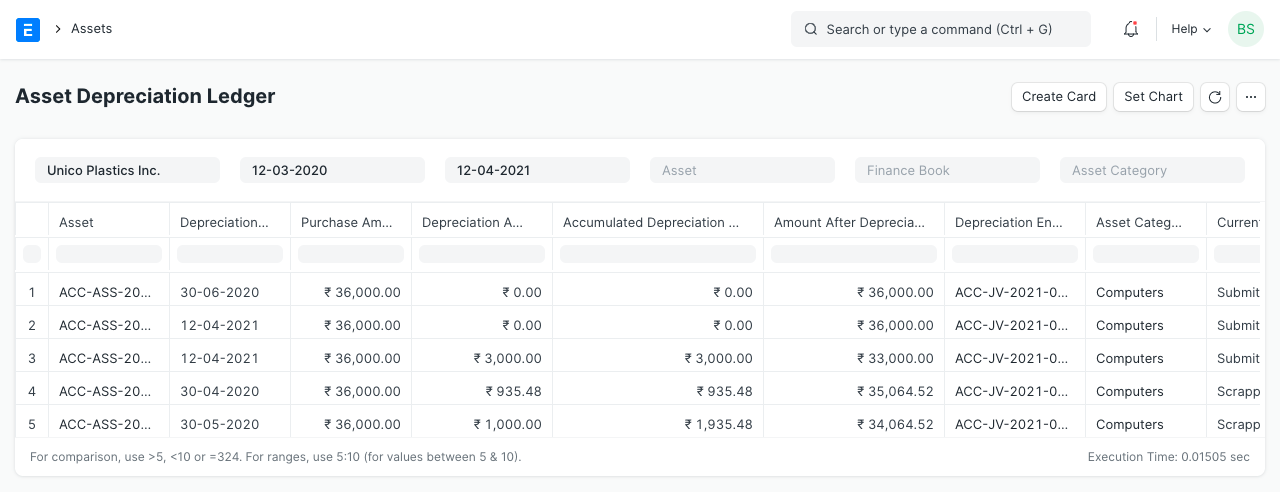 E > Assets Search or type a command (Ctrl + G) Help BS
Asset Depreciation Ledger Create Card Set Chart ...
Unico Plastics Inc. 12-03-2020 12-04-2021 Asset Finance Book Asset Category
Asset Depreciation... Purchase Am... Depreciation A... Accumulated Depreciation ... Amount After Deprecia... Depreciation En... Asset Categ... Current
1 ACC-ASS-20... 30-06-2020 ₹ 36,000.00 ₹ 0.00 ₹ 0.00 ₹ 36,000.00 ACC-JV-2021-0... Computers Submit
2 ACC-ASS-20... 12-04-2021 ₹ 36,000.00 ₹ 0.00 ₹ 0.00 ₹ 36,000.00 ACC-JV-2021-0... Computers Submit
3 ACC-ASS-20... 12-04-2021 ₹ 36,000.00 ₹ 3,000.00 ₹ 3,000.00 ₹ 33,000.00 ACC-JV-2021-0... Computers Submit
4 ACC-ASS-20... 30-04-2020 ₹ 36,000.00 ₹ 935.48 ₹ 935.48 ₹ 35,064.52 ACC-JV-2021-0... Computers Scrapp
5 ACC-ASS-20... 30-05-2020 ₹ 36,000.00 ₹ 1,000.00 ₹ 1,935.48 ₹ 34,064.52 ACC-JV-2021-0... Computers Scrapp
For comparison, use >5, <10 or =324. For ranges, use 5:10 (for values between 5 & 10). Execution Time: 0.01505 sec